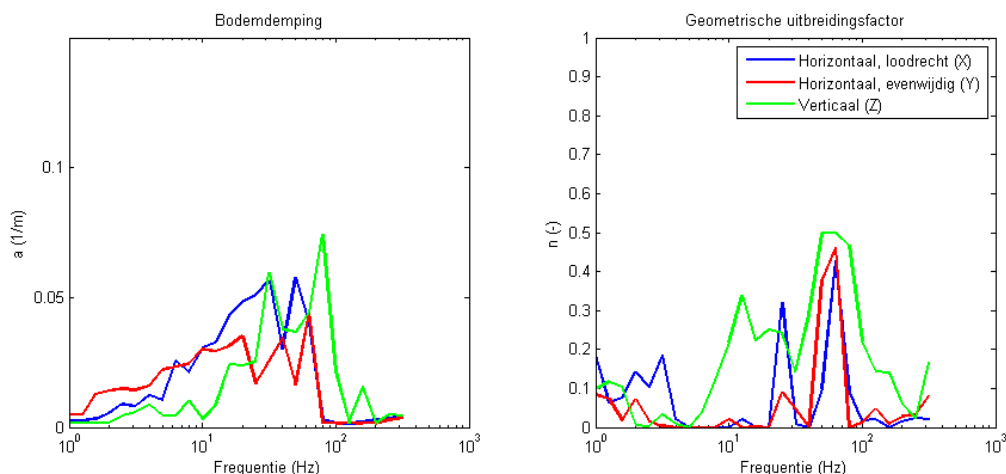 Bodemdemping
a (1/m)
0.1
0.05
0
10^0
10^1
10^2
10^3
Frequentie (Hz)
Geometrische uitbreidingsfactor
Horizontaal, loodrecht (X)
Horizontaal, evenwijdig (Y)
Verticaal (Z)
n (-)
1
0.9
0.8
0.7
0.6
0.5
0.4
0.3
0.2
0.1
0
10^0
10^1
10^2
10^3
Frequentie (Hz)